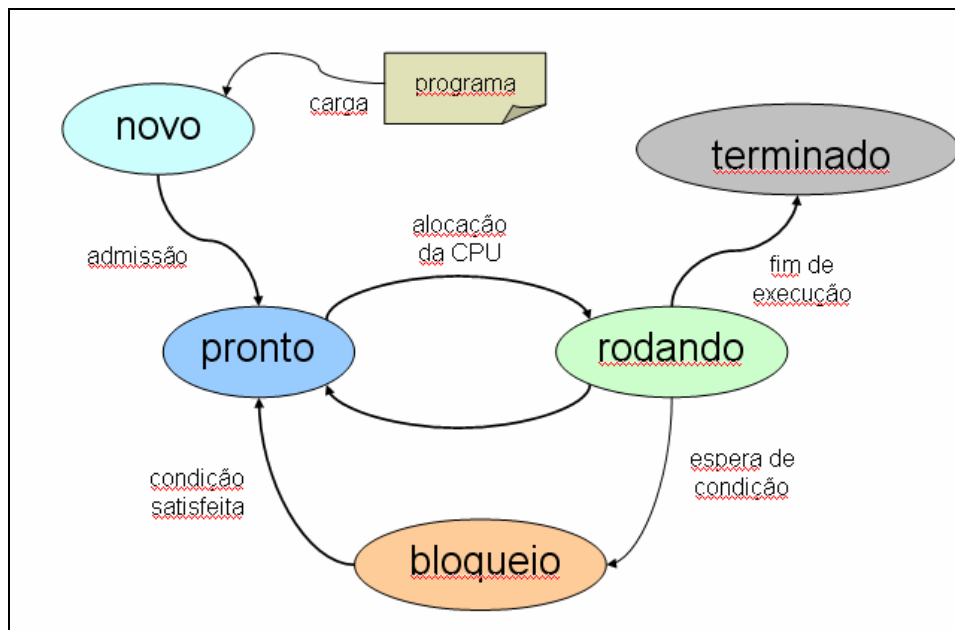 programa
carga
novo
terminado
alocação
da CPU
admissão
fim de
execução
pronto
rodando
espera de
condição
condição
satisfeita
bloqueio